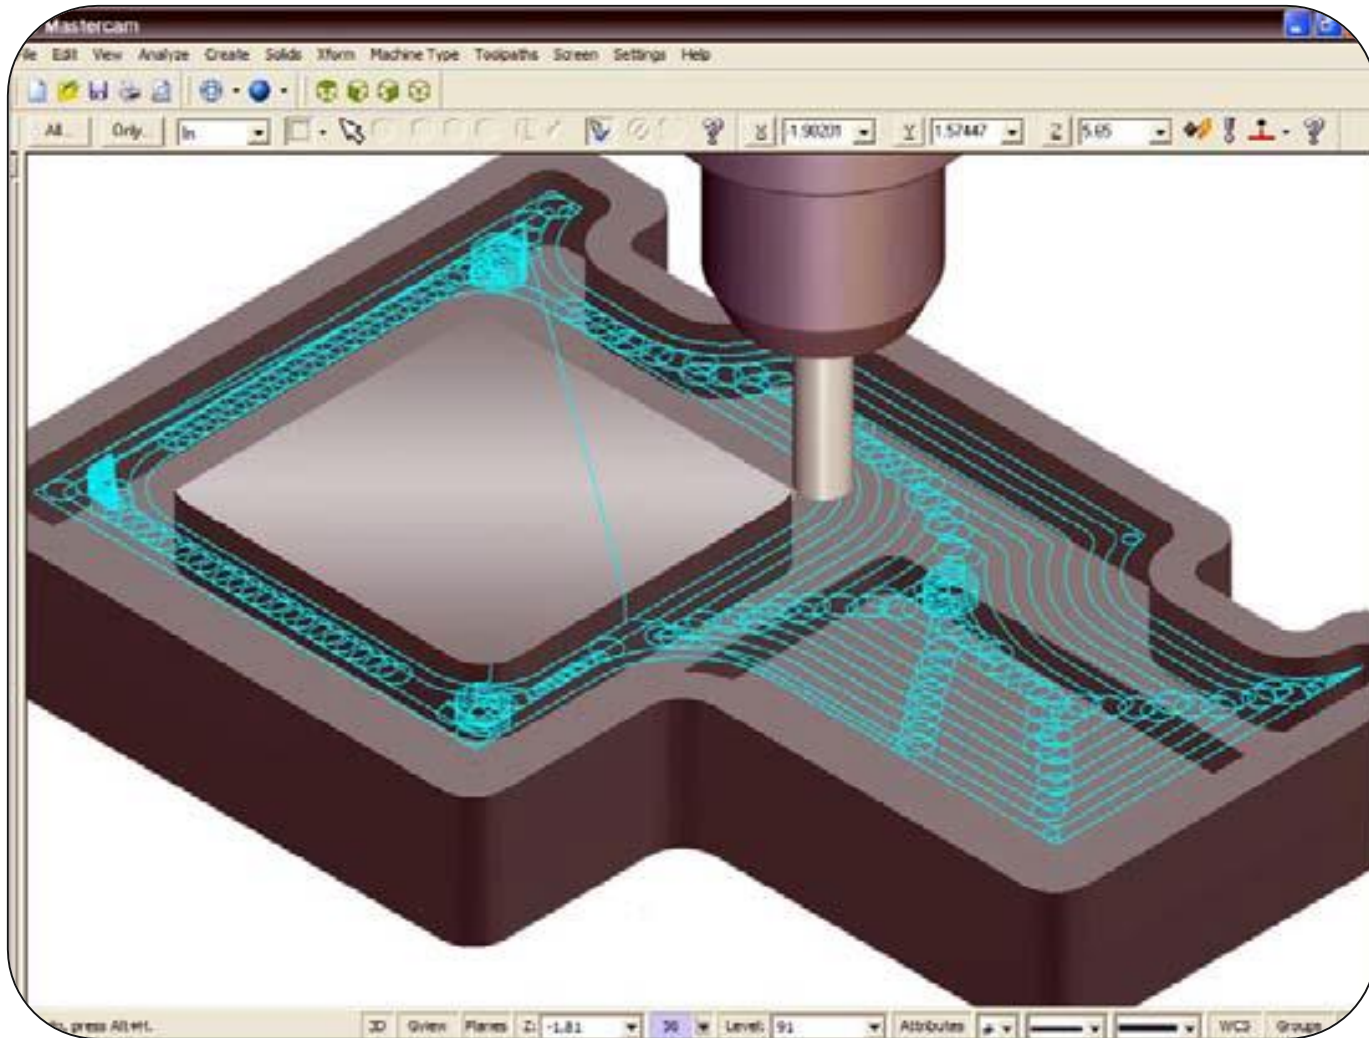 Mastercam
Edit View Analyze Create Solids Xform Machine Type Toolpaths Screen Settings Help
All... Only... In X -1.90201 Y 1.57447 Z 5.65
, press Alt+H. 3D Gview Planes Z: -1.81 Level: 91 Attributes WCS Groups